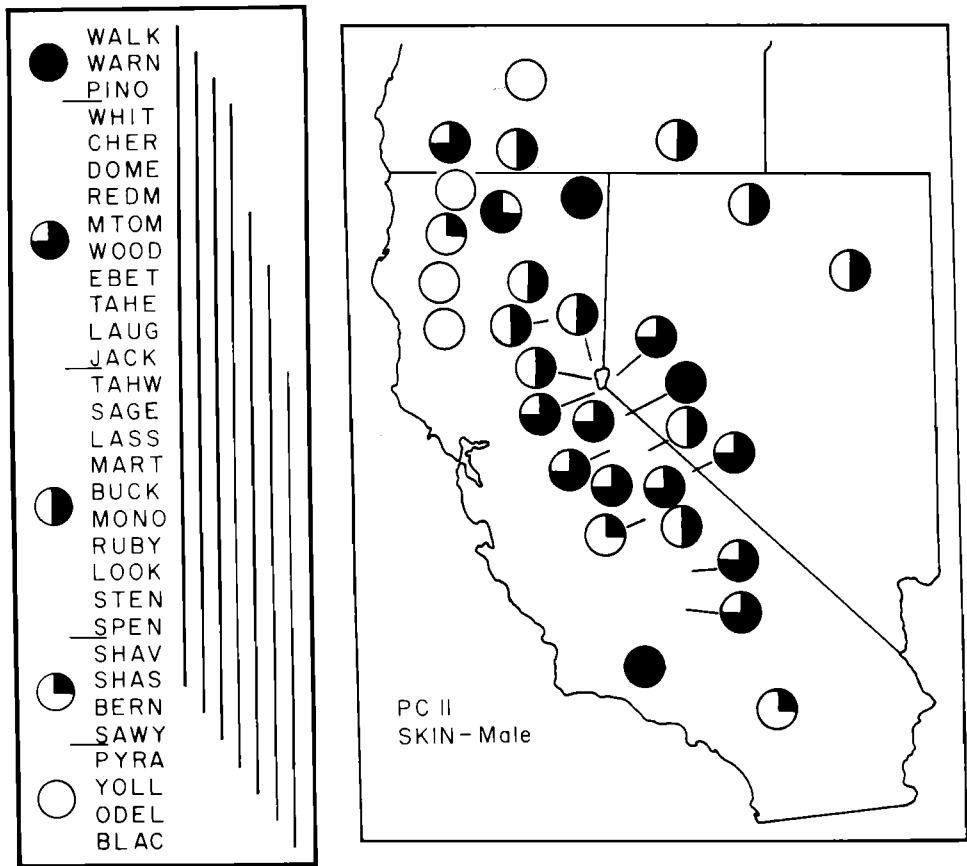 WALK
WARN
PINO
WHIT
CHER
DOME
REDM
MTOM
WOOD
EBET
TAHE
LAUG
JACK
TAHW
SAGE
LASS
MART
BUCK
MONO
RUBY
LOOK
STEN
SPEN
SHAV
SHAS
BERN
SAWY
PYRA
YOLL
ODEL
BLAC
PC II
SKIN-Male